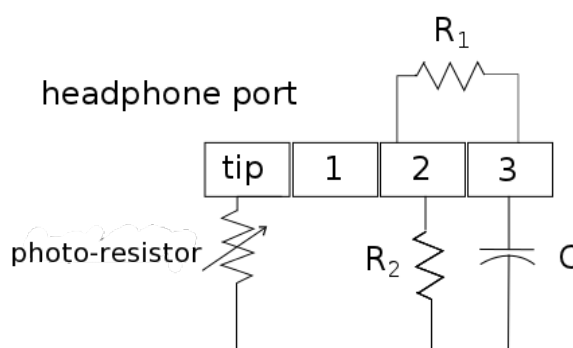 R1
headphone port
tip 1 2 3
photo-resistor R2 C